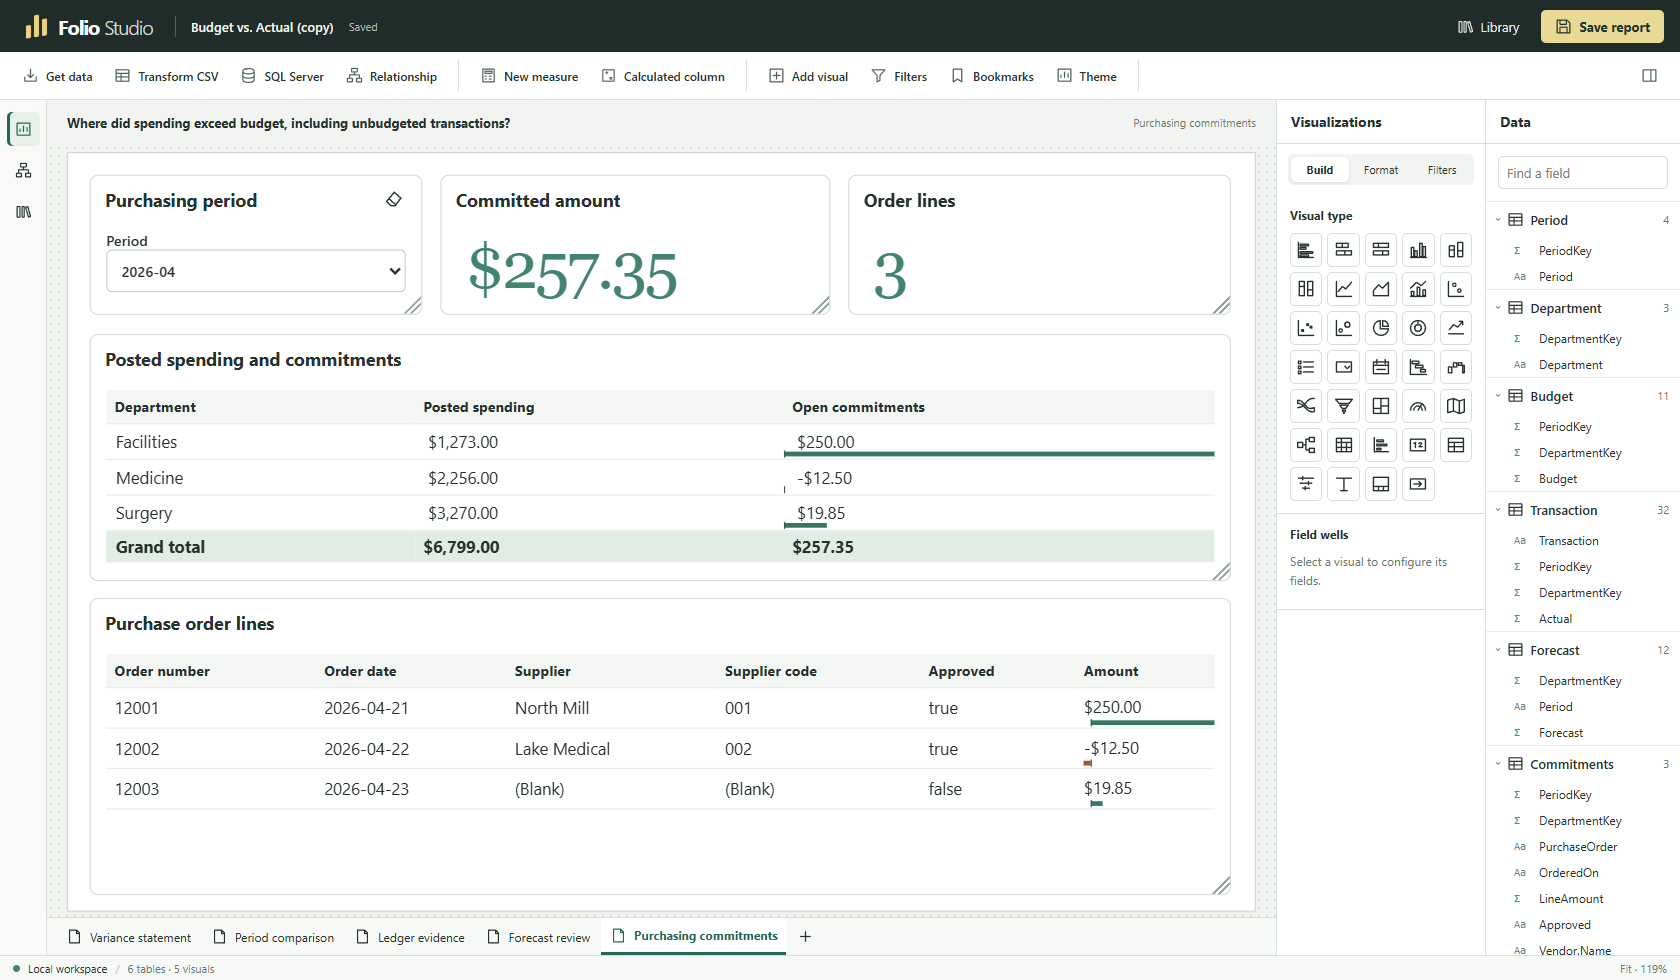 Folio Studio
Budget vs. Actual (copy) Saved
Library
Save report
Get data Transform CSV SQL Server Relationship New measure Calculated column Add visual Filters Bookmarks Theme
Where did spending exceed budget, including unbudgeted transactions?
Purchasing commitments
Purchasing period
Period
2026-04
Committed amount
$257.35
Order lines
3
Posted spending and commitments
Department Posted spending Open commitments
Facilities $1,273.00 $250.00
Medicine $2,256.00 -$12.50
Surgery $3,270.00 $19.85
Grand total $6,799.00 $257.35
Purchase order lines
Order number Order date Supplier Supplier code Approved Amount
12001 2026-04-21 North Mill 001 true $250.00
12002 2026-04-22 Lake Medical 002 true -$12.50
12003 2026-04-23 (Blank) (Blank) false $19.85
Visualizations
Build Format Filters
Visual type
12
Field wells
Select a visual to configure its
fields.
Data
Find a field
Period 4
Σ PeriodKey
Aa Period
Department 3
Σ DepartmentKey
Aa Department
Budget 11
Σ PeriodKey
Σ DepartmentKey
Σ Budget
Transaction 32
Aa Transaction
Σ PeriodKey
Σ DepartmentKey
Σ Actual
Forecast 12
Σ DepartmentKey
Aa Period
Σ Forecast
Commitments 3
Σ PeriodKey
Σ DepartmentKey
Aa PurchaseOrder
Aa OrderedOn
Σ LineAmount
Aa Approved
Aa Vendor.Name
Variance statement Period comparison Ledger evidence Forecast review Purchasing commitments +
Local workspace / 6 tables · 5 visuals
Fit · 119%